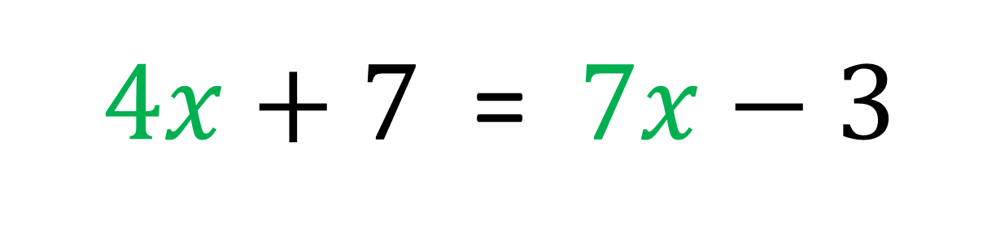 4x + 7 = 7x − 3